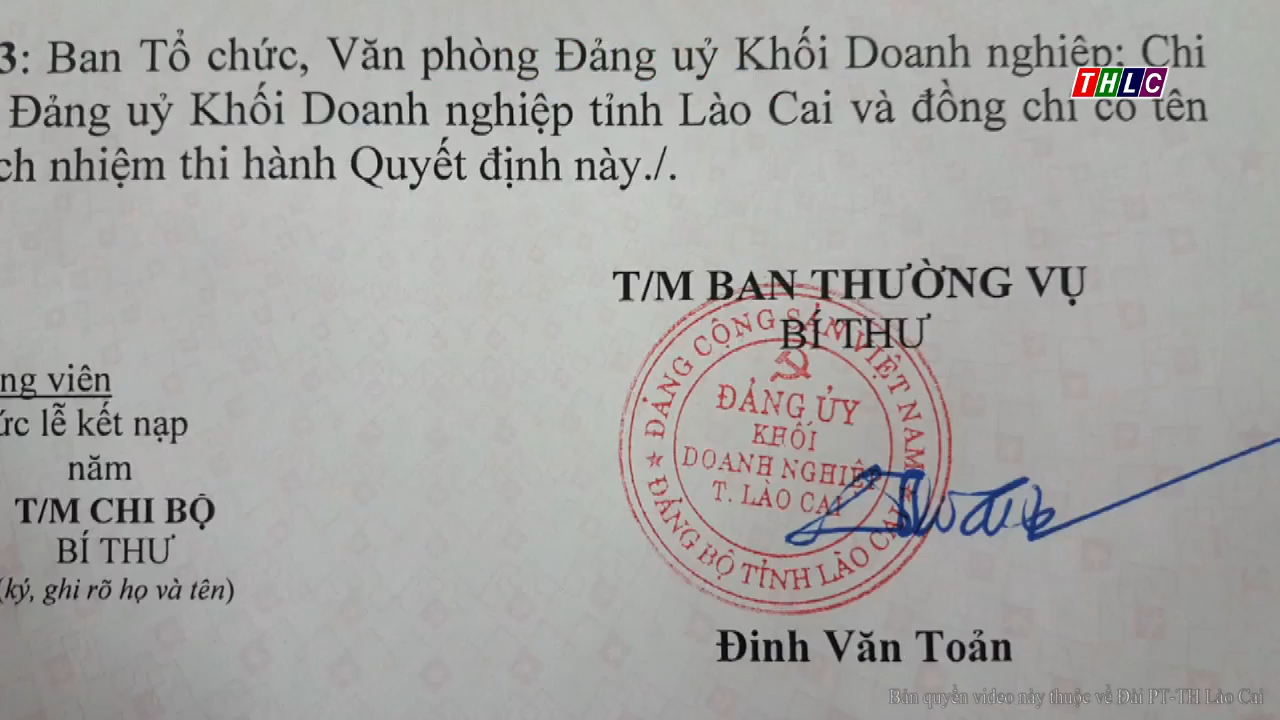 3: Ban Tổ chức, Văn phòng Đảng uỷ Khối Doanh nghiệp; Chi
Đảng uỷ Khối Doanh nghiệp tỉnh Lào Cai và đồng chí có tên
ch nhiệm thi hành Quyết định này./.
THLC
T/M BAN THƯỜNG VỤ
BÍ THƯ
ĐẢNG CỘNG SẢN VIỆT NAM
ĐẢNG ỦY
KHỐI
DOANH NGHIỆP
T. LÀO CAI
ĐẢNG BỘ TỈNH LÀO CAI
Đinh Văn Toản
ng viên
ức lễ kết nạp
năm
T/M CHI BỘ
BÍ THƯ
(ký, ghi rõ họ và tên)
Bản quyền video này thuộc về Đài PT-TH Lào Cai